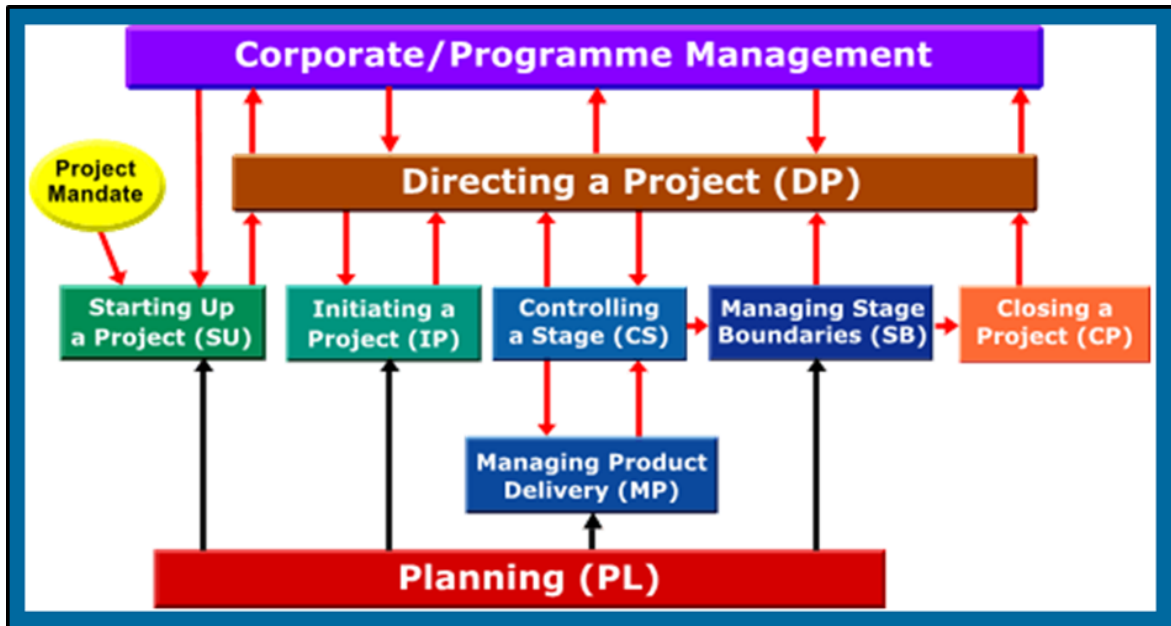 Corporate/Programme Management
Project
Mandate
Directing a Project (DP)
Starting Up
a Project (SU)
Initiating a
Project (IP)
Controlling
a Stage (CS)
Managing Stage
Boundaries (SB)
Closing a
Project (CP)
Managing Product
Delivery (MP)
Planning (PL)